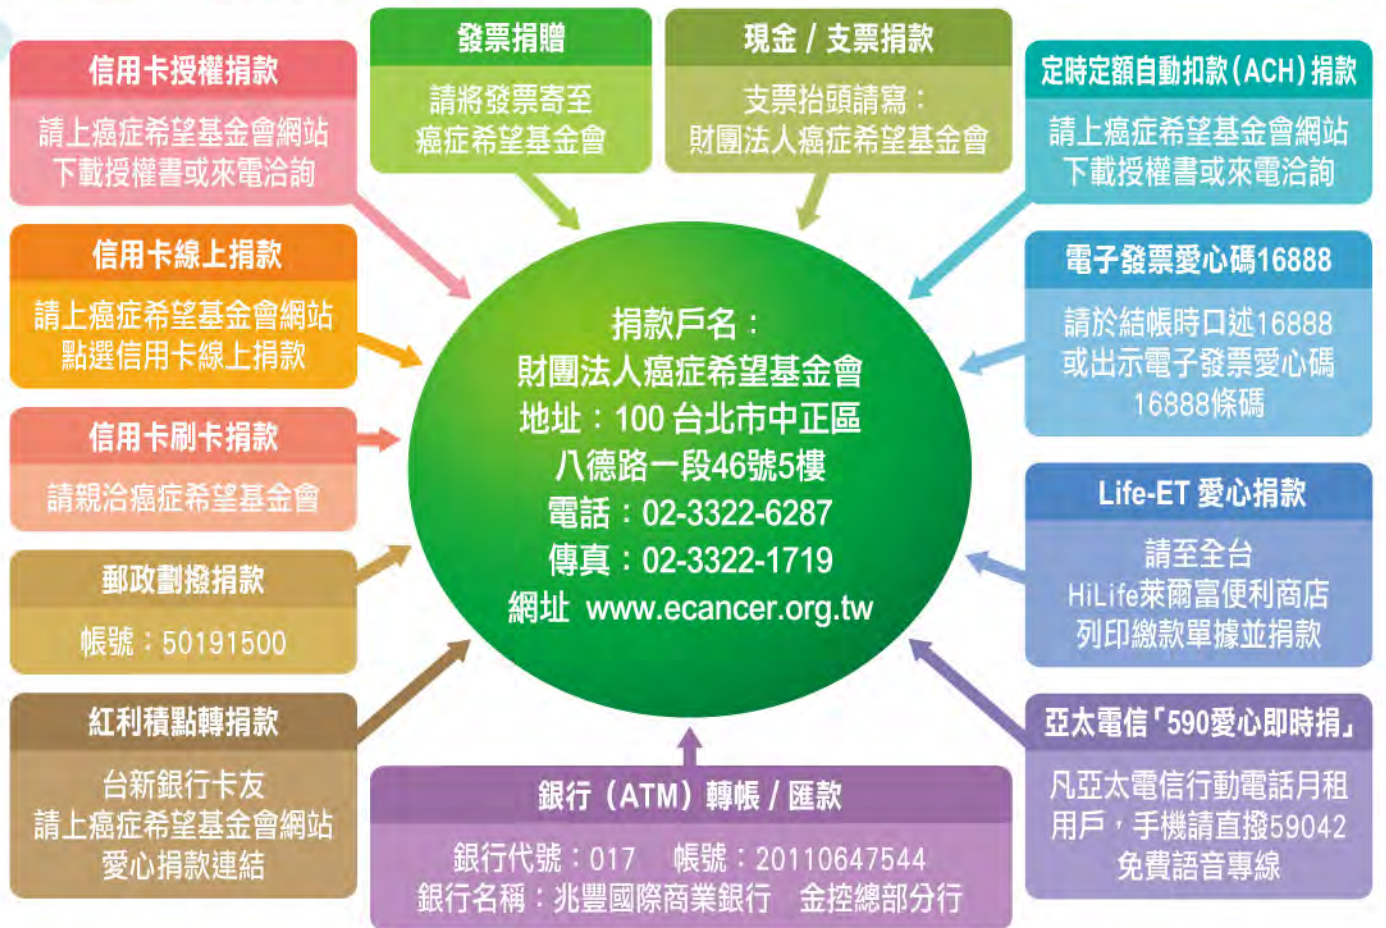 信用卡授權捐款
請上癌症希望基金會網站
下載授權書或來電洽詢
發票捐贈
請將發票寄至
癌症希望基金會
現金 / 支票捐款
支票抬頭請寫：
財團法人癌症希望基金會
定時定額自動扣款(ACH)捐款
請上癌症希望基金會網站
下載授權書或來電洽詢
信用卡線上捐款
請上癌症希望基金會網站
點選信用卡線上捐款
電子發票愛心碼16888
請於結帳時口述16888
或出示電子發票愛心碼
16888條碼
捐款戶名：
財團法人癌症希望基金會
地址：100 台北市中正區
八德路一段46號5樓
電話：02-3322-6287
傳真：02-3322-1719
網址 www.ecancer.org.tw
信用卡刷卡捐款
請親洽癌症希望基金會
Life-ET 愛心捐款
請至全台
HiLife萊爾富便利商店
列印繳款單據並捐款
郵政劃撥捐款
帳號：50191500
紅利積點轉捐款
台新銀行卡友
請上癌症希望基金會網站
愛心捐款連結
銀行（ATM）轉帳 / 匯款
銀行代號：017 帳號：20110647544
銀行名稱：兆豐國際商業銀行 金控總部分行
亞太電信「590愛心即時捐」
凡亞太電信行動電話月租
用戶，手機請直撥59042
免費語音專線